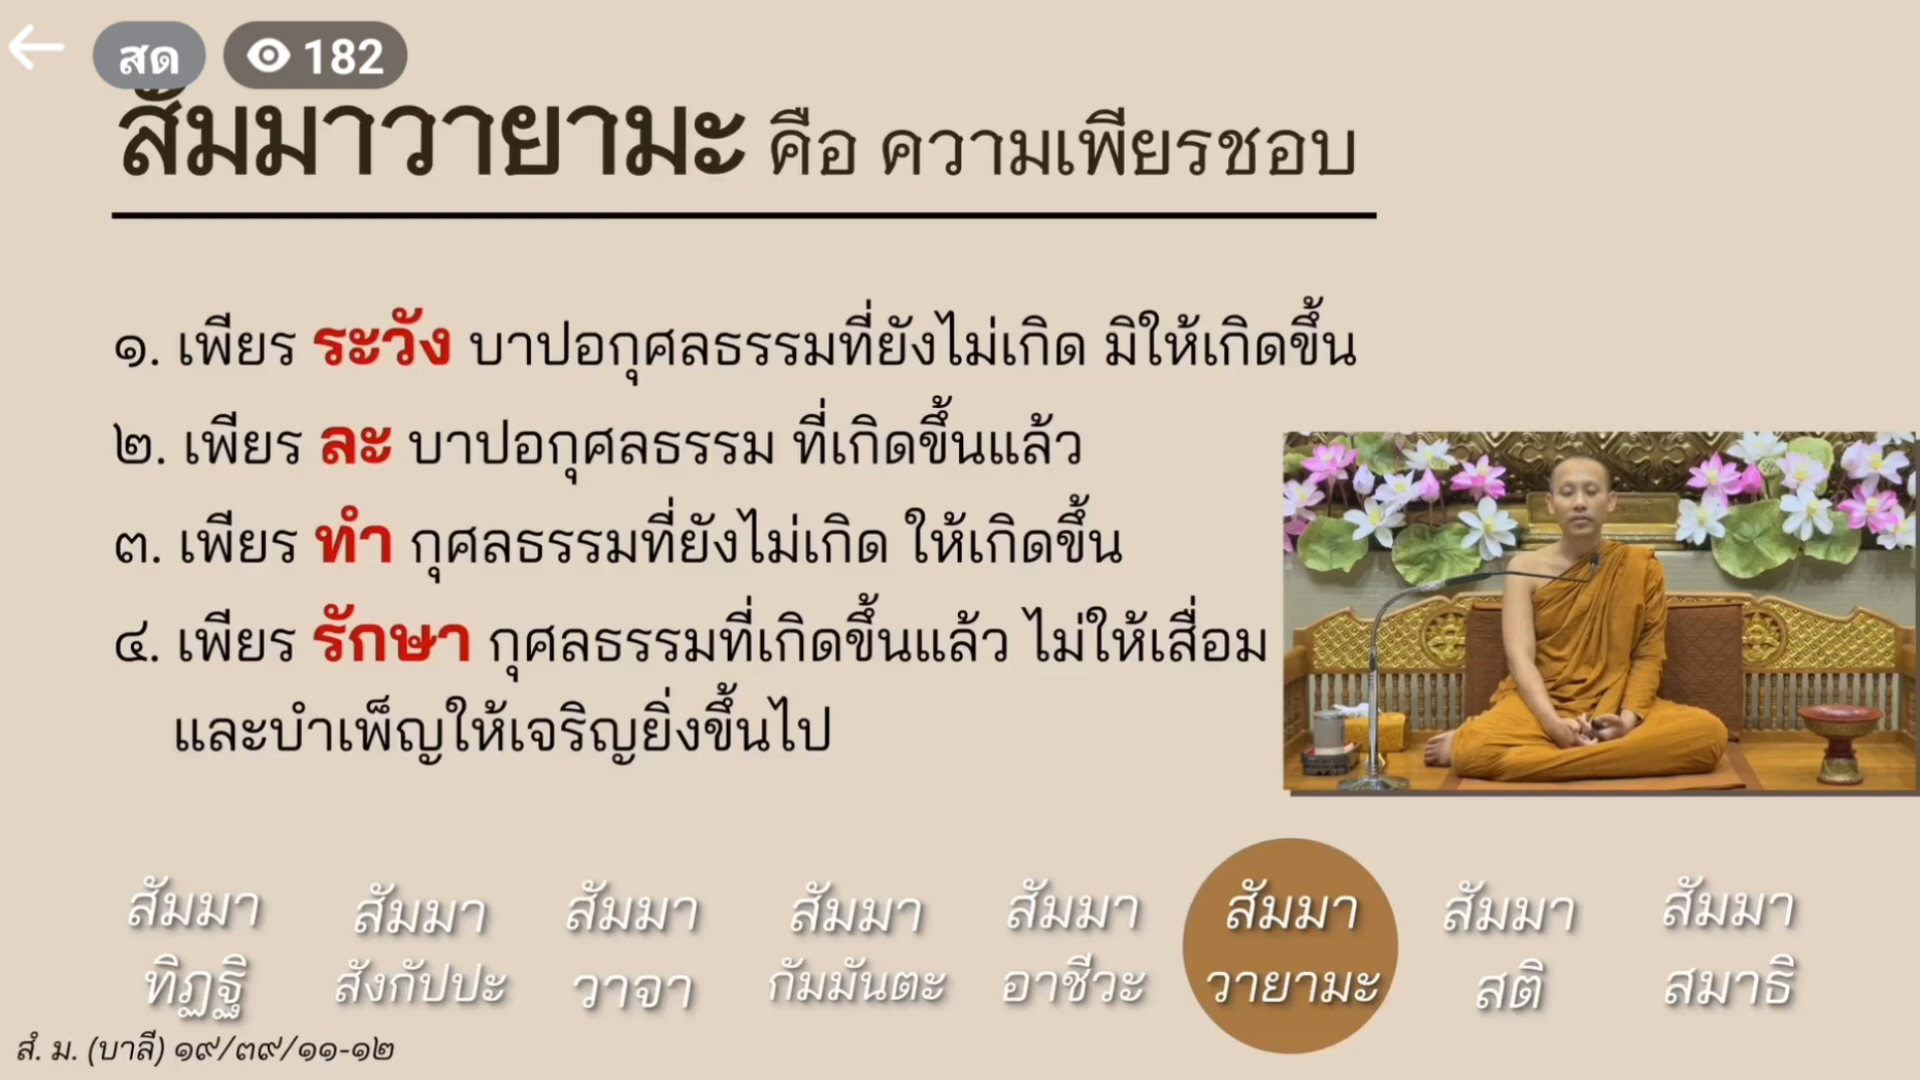 สด 182
สัมมาวายามะ คือ ความเพียรชอบ
๑. เพียร ระวัง บาปอกุศลธรรมที่ยังไม่เกิด มิให้เกิดขึ้น
๒. เพียร ละ บาปอกุศลธรรม ที่เกิดขึ้นแล้ว
๓. เพียร ทำ กุศลธรรมที่ยังไม่เกิด ให้เกิดขึ้น
๔. เพียร รักษา กุศลธรรมที่เกิดขึ้นแล้ว ไม่ให้เสื่อม
และบำเพ็ญให้เจริญยิ่งขึ้นไป
สัมมา สัมมา สัมมา สัมมา สัมมา สัมมา สัมมา สัมมา
ทิฏฐิ สังกัปปะ วาจา กัมมันตะ อาชีวะ วายามะ สติ สมาธิ
สํ. ม. (บาลี) ๑๙/๓๙/๑๑-๑๒